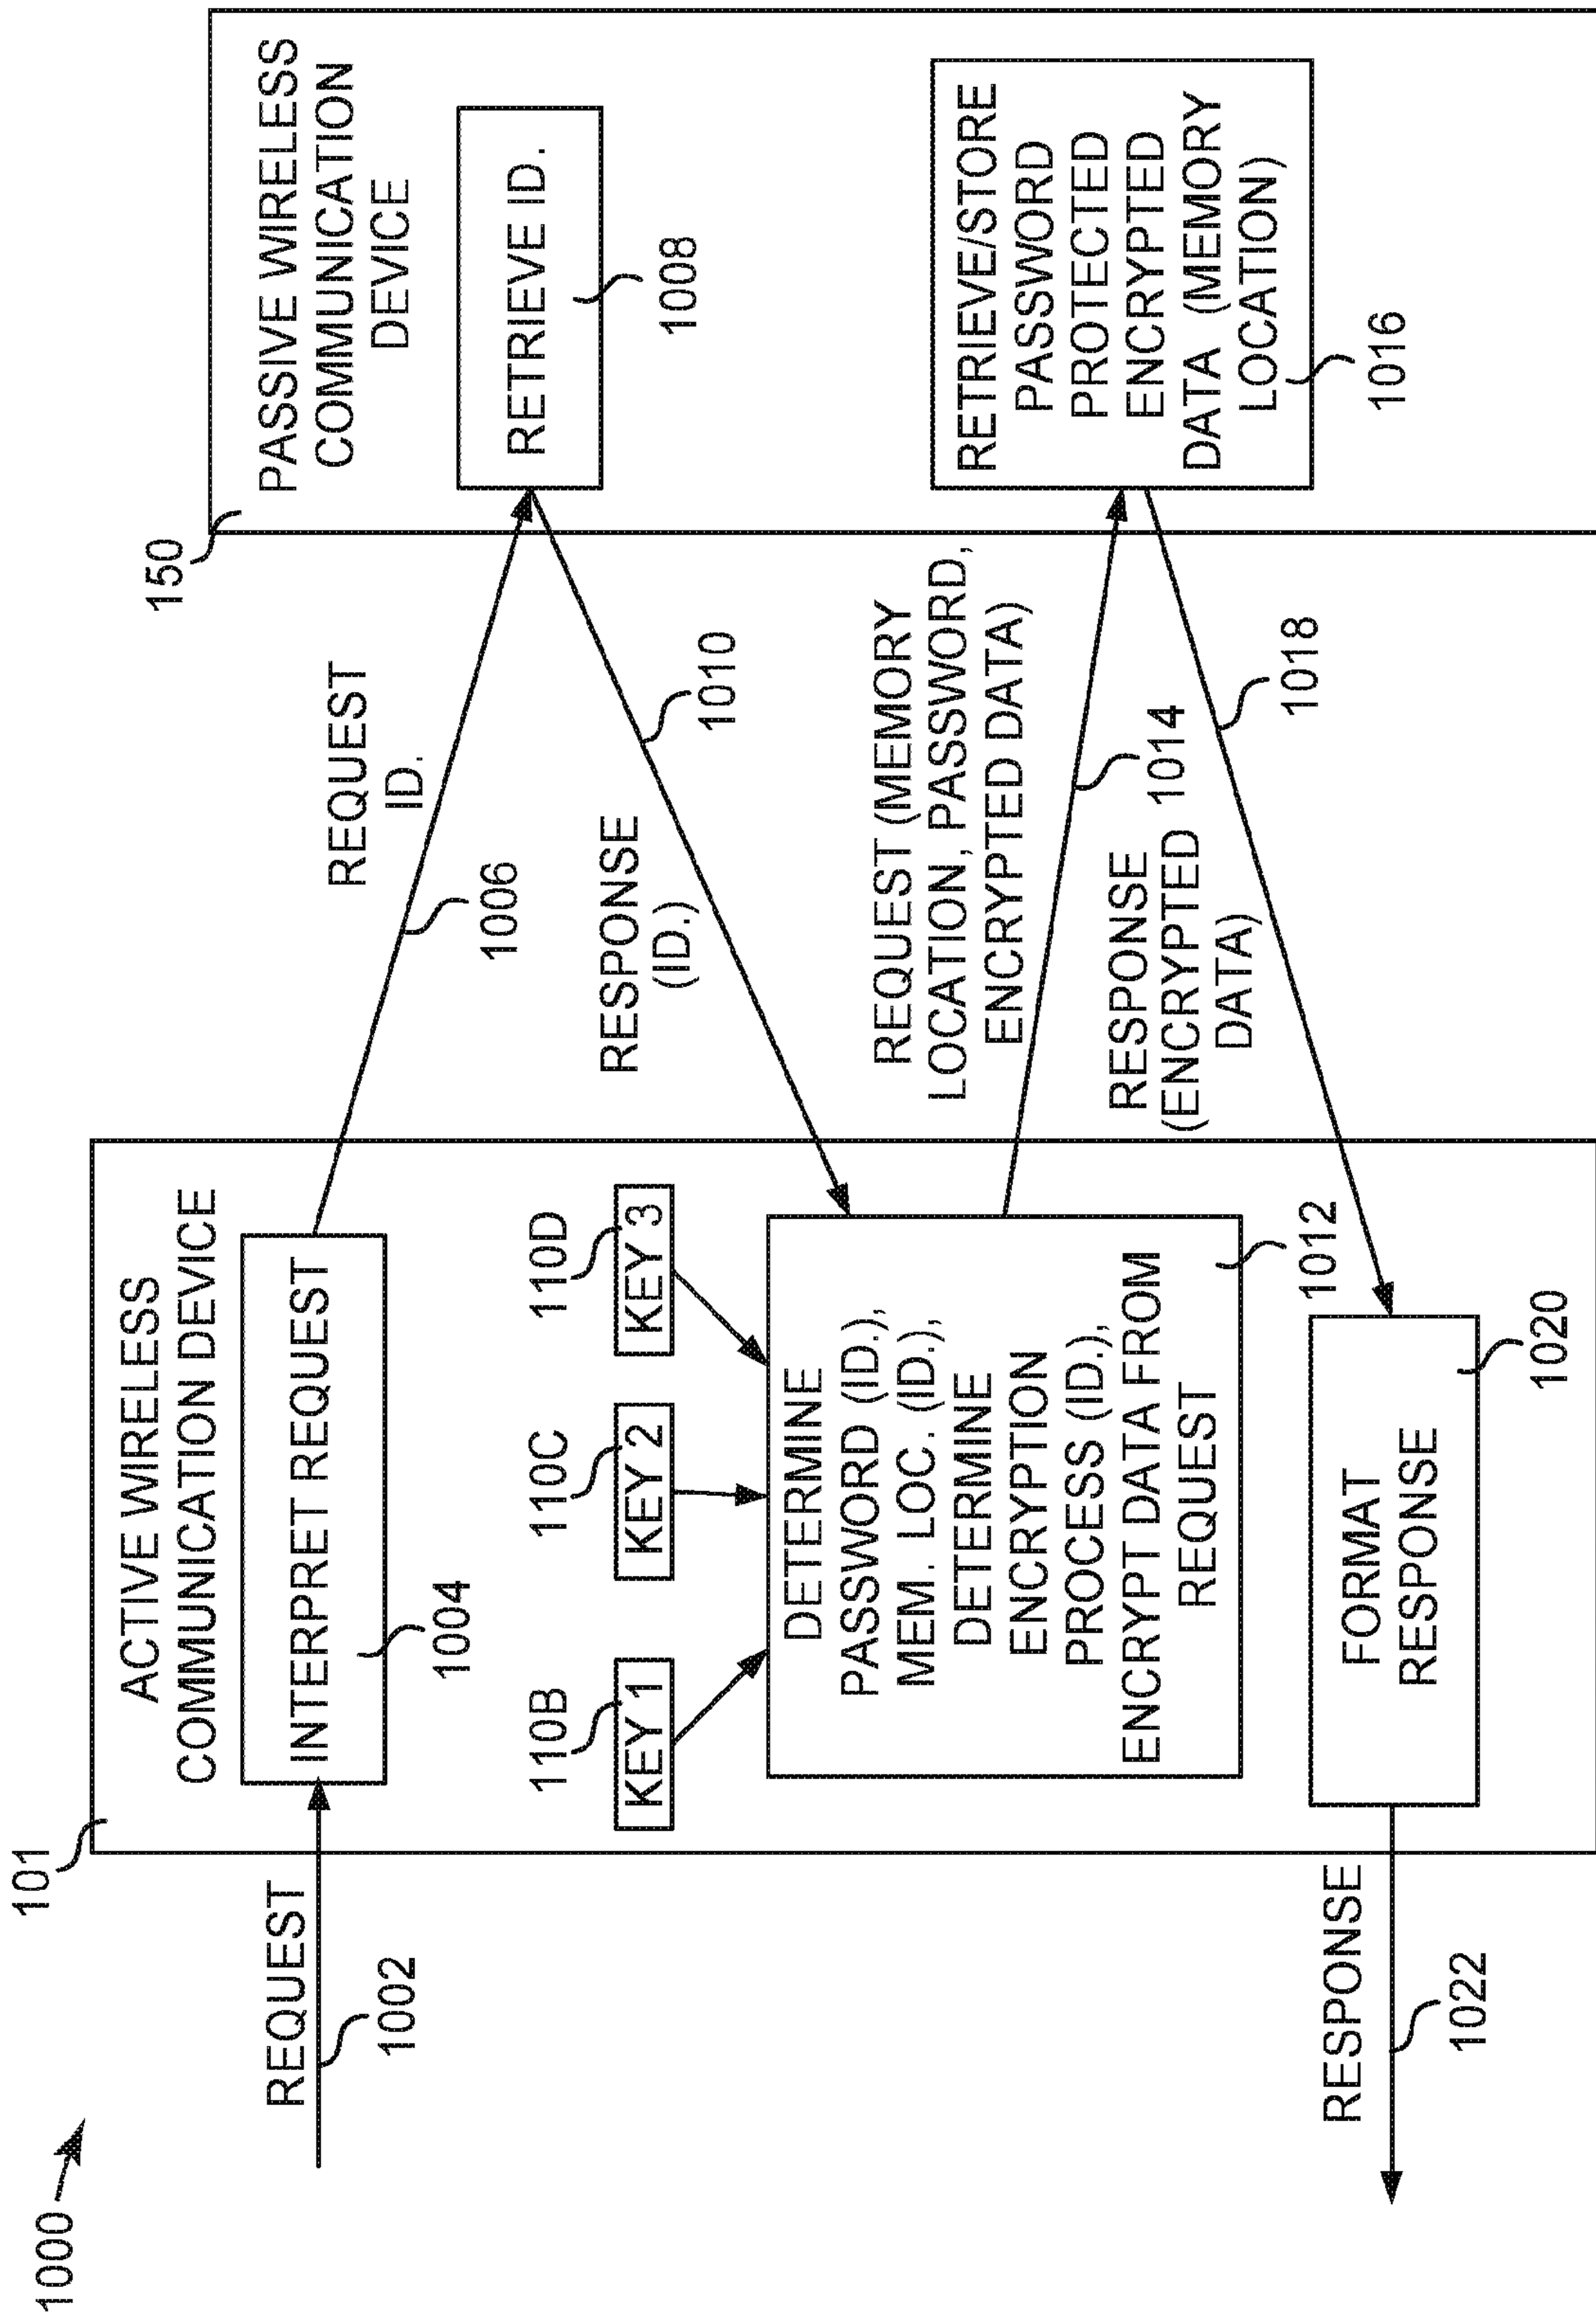 1000
101
ACTIVE WIRELESS
COMMUNICATION DEVICE
REQUEST
1002
INTERPRET REQUEST
1004
REQUEST
ID.
1006
150
PASSIVE WIRELESS
COMMUNICATION
DEVICE
RETRIEVE ID.
1008
RESPONSE
(ID.)
1010
110B
KEY 1
110C
KEY 2
110D
KEY 3
DETERMINE
PASSWORD (ID.),
MEM. LOC. (ID.),
DETERMINE
ENCRYPTION
PROCESS (ID.),
ENCRYPT DATA FROM
REQUEST
1012
REQUEST (MEMORY
LOCATION, PASSWORD,
ENCRYPTED DATA)
1014
RETRIEVE/STORE
PASSWORD
PROTECTED
ENCRYPTED
DATA (MEMORY
LOCATION)
1016
RESPONSE
(ENCRYPTED
DATA)
1018
FORMAT
RESPONSE
1020
RESPONSE
1022